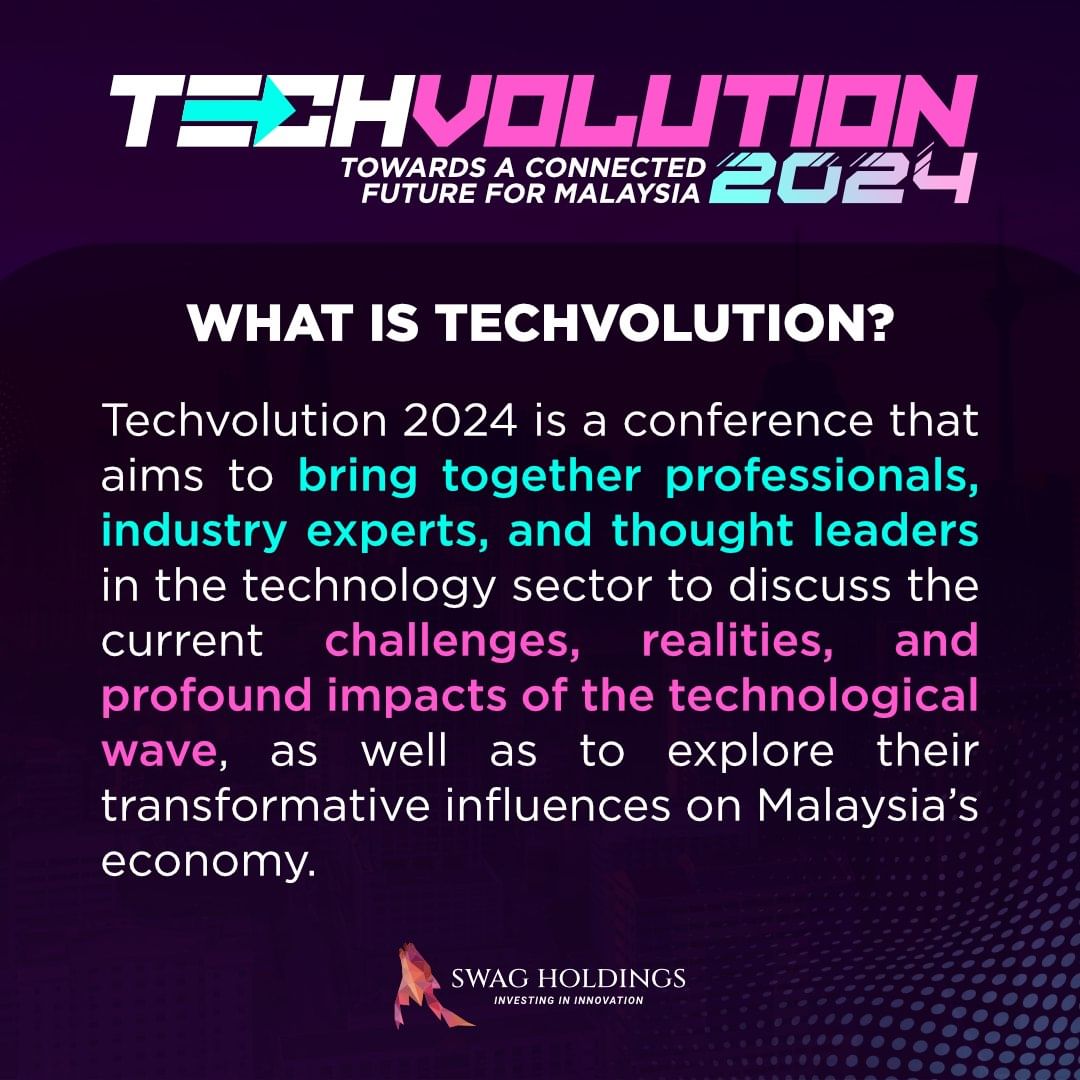 TECHVOLUTION
TOWARDS A CONNECTED
FUTURE FOR MALAYSIA
2024
WHAT IS TECHVOLUTION?
Techvolution 2024 is a conference that
aims to bring together professionals,
industry experts, and thought leaders
in the technology sector to discuss the
current challenges, realities, and
profound impacts of the technological
wave, as well as to explore their
transformative influences on Malaysia’s
economy.
SWAG HOLDINGS
INVESTING IN INNOVATION